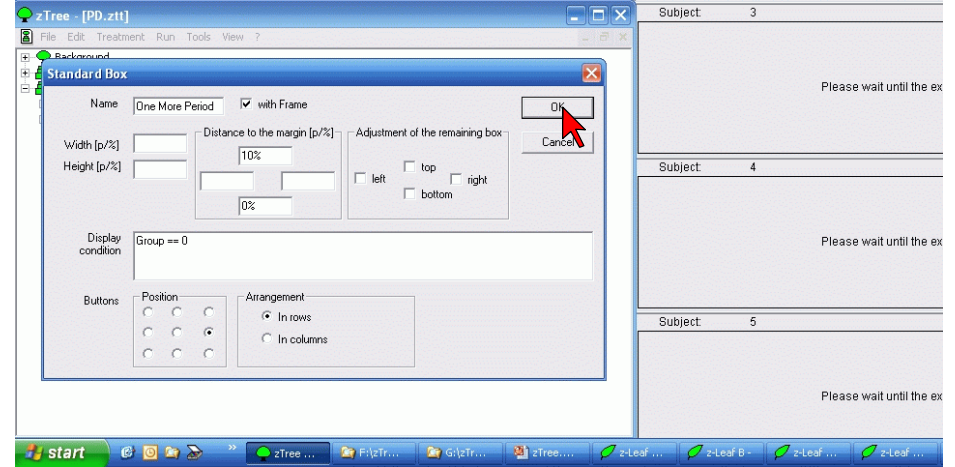 zTree - [PD.ztt]
File Edit Treatment Run Tools View ?
Background
Standard Box
Name One More Period with Frame
OK
Cancel
Width [p/%]
Height [p/%]
Distance to the margin [p/%]
10%
0%
Adjustment of the remaining box
top
left
right
bottom
Display condition
Group == 0
Buttons
Position
Arrangement
In rows
In columns
Subject: 3
Please wait until the ex
Subject: 4
Please wait until the ex
Subject: 5
Please wait until the ex
start
zTree ...
F:\zTr...
G:\zTr...
zTree....
z-Leaf ...
z-Leaf B -
z-Leaf ...
z-Leaf ...